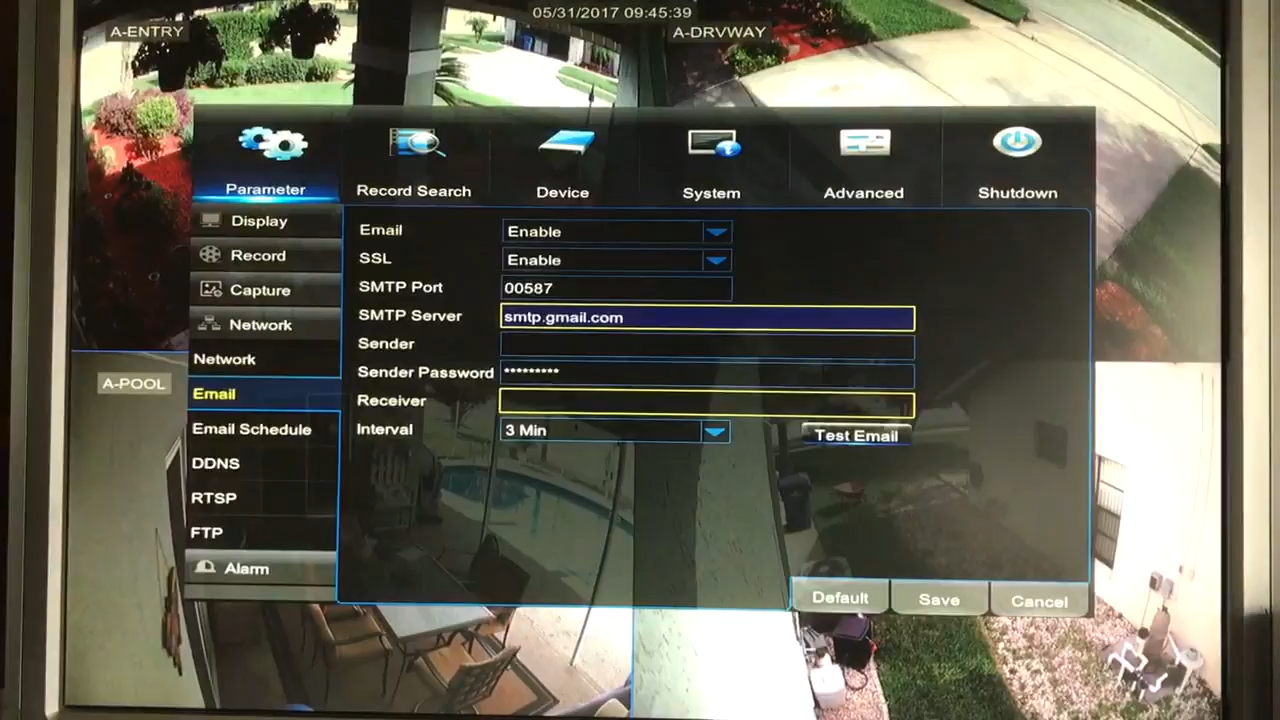 05/31/2017 09:45:39
A-ENTRY
A-DRVWAY
Parameter
Record Search
Device
System
Advanced
Shutdown
Display
Record
Capture
Network
Network
Email
Email Schedule
DDNS
RTSP
FTP
Alarm
Email Enable
SSL Enable
SMTP Port 00587
SMTP Server smtp.gmail.com
Sender
Sender Password *********
Receiver
Interval 3 Min
Test Email
Default
Save
Cancel
A-POOL